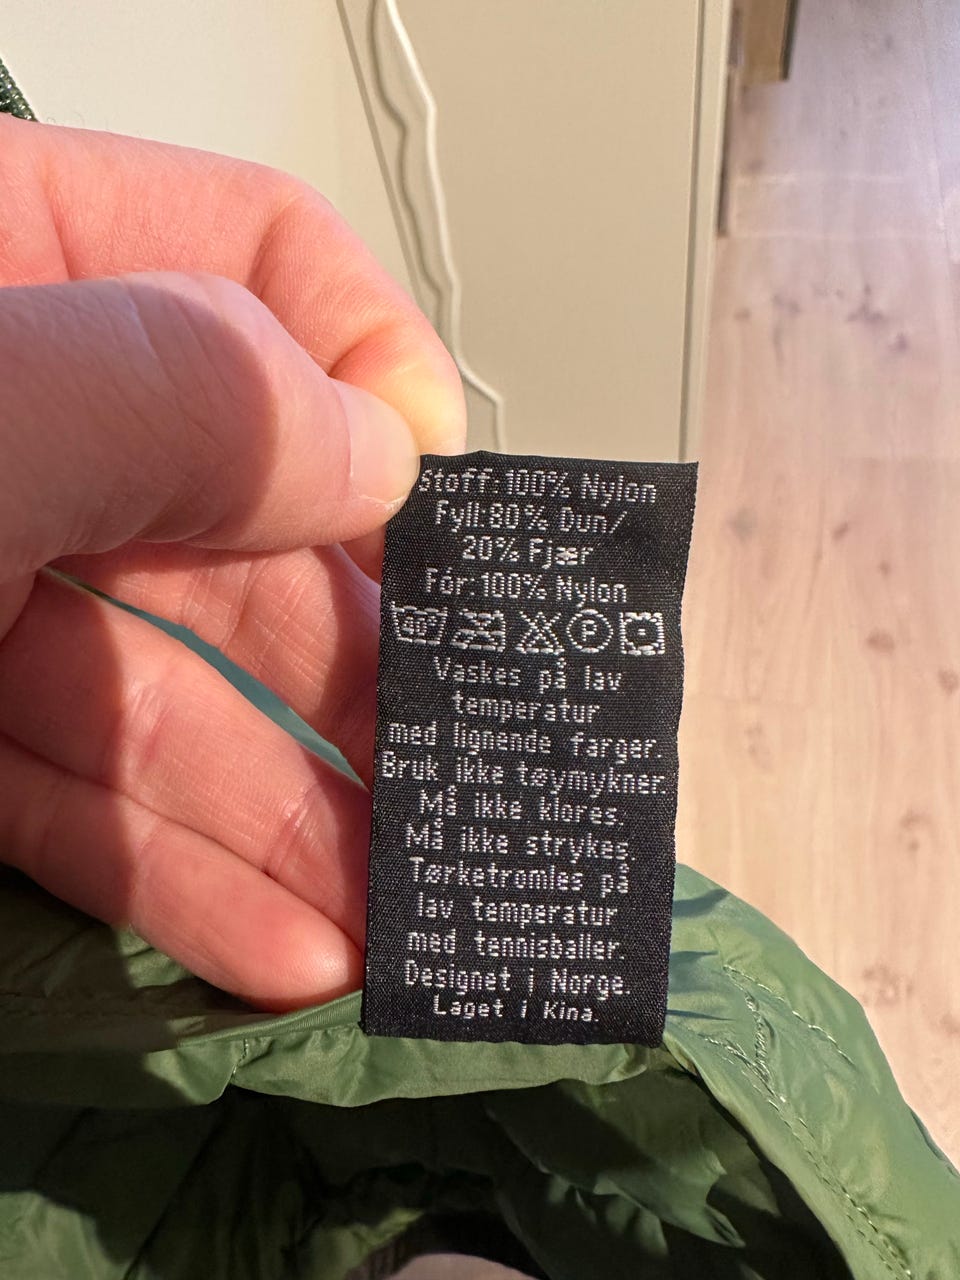 Stoff:100% Nylon
Fyll:80% Dun/
20% Fjær
Fór:100% Nylon
40° P
Vaskes på lav
temperatur
med lignende farger.
Bruk ikke tøymykner.
Må ikke klores.
Må ikke strykes.
Tørketromles på
lav temperatur
med tennisballer.
Designet i Norge.
Laget i Kina.